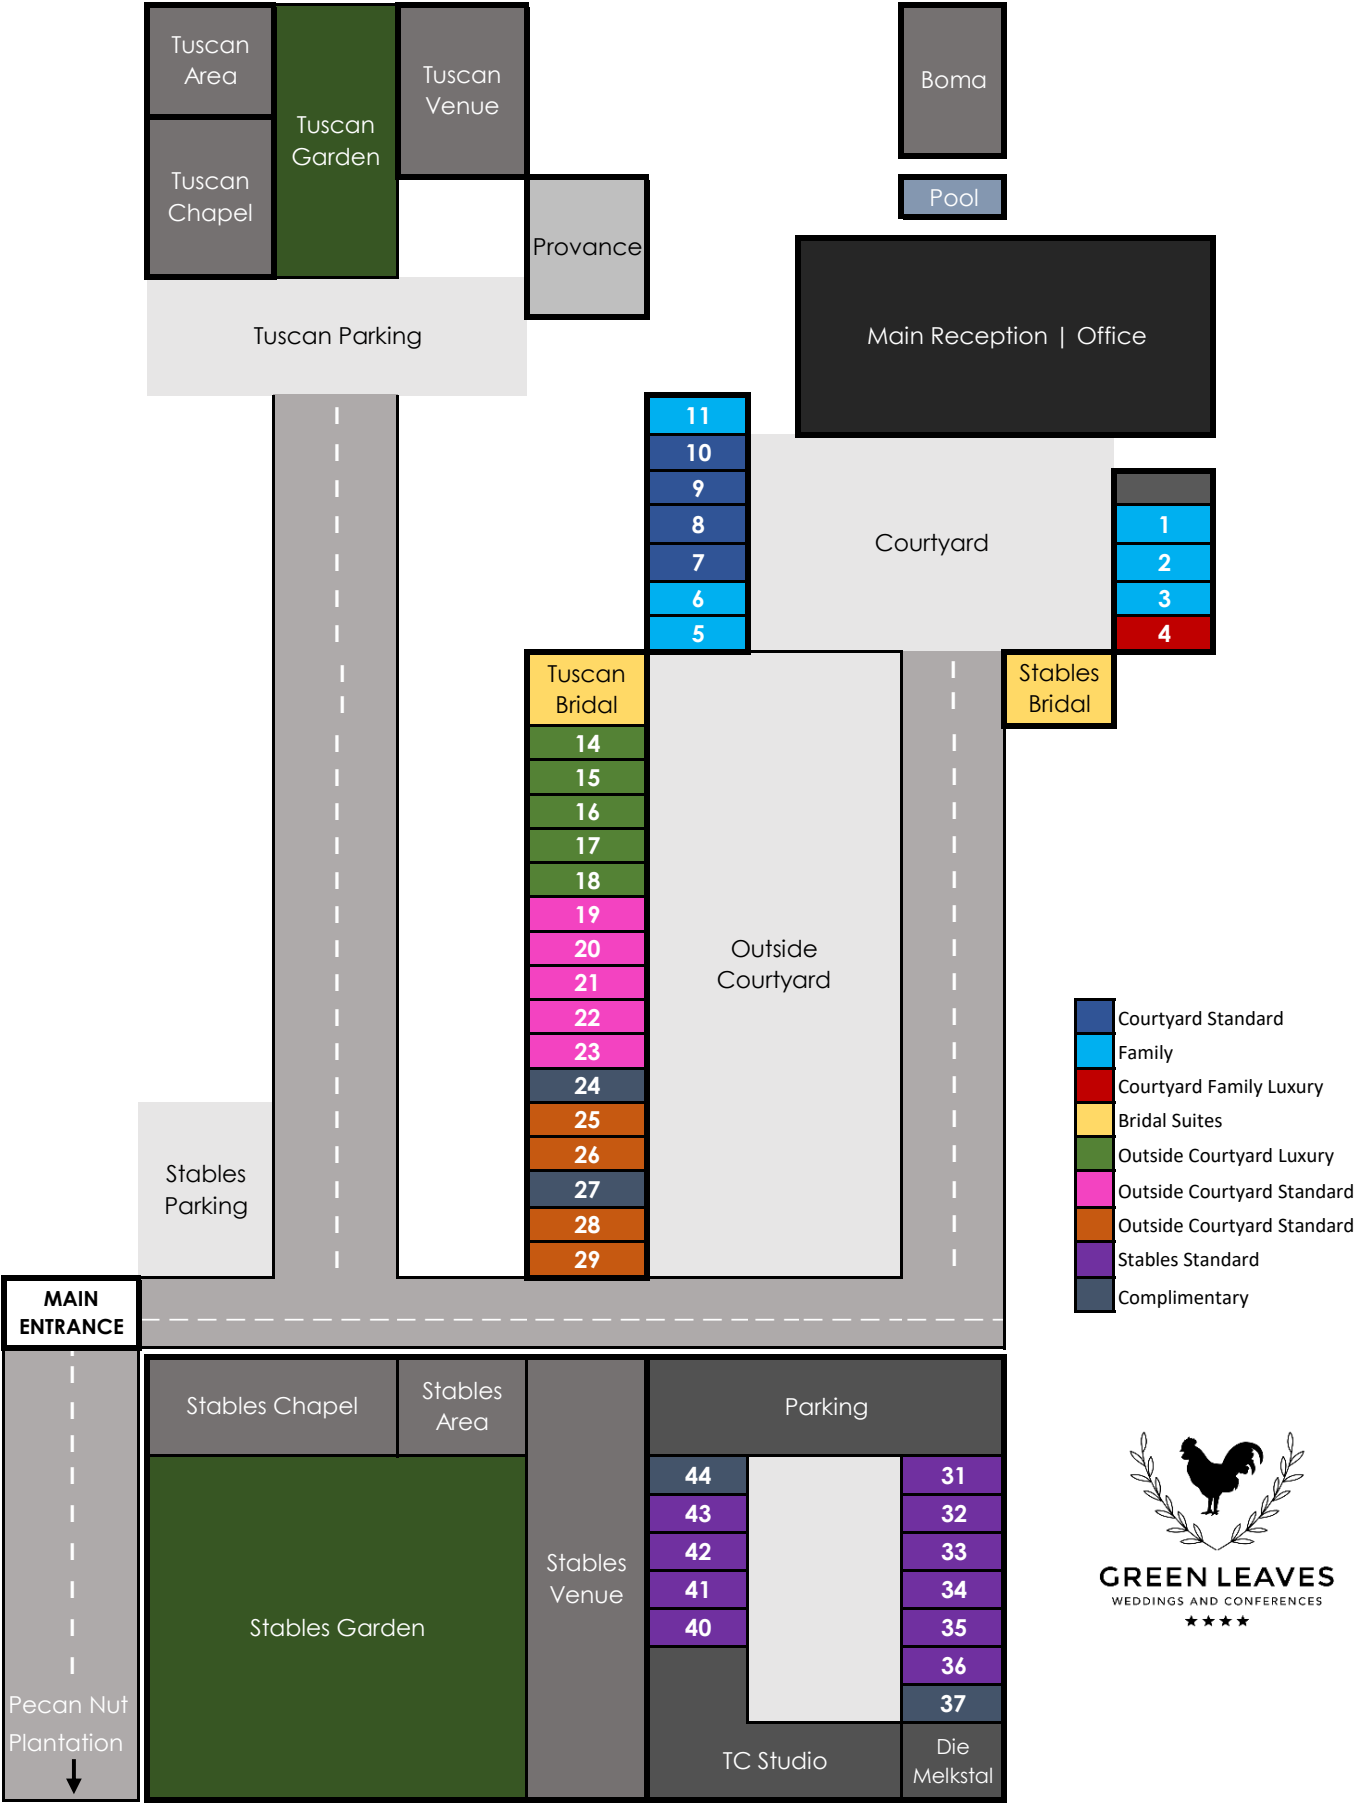 Tuscan
Area
Tuscan
Chapel
Tuscan
Garden
Tuscan
Venue
Provance
Tuscan Parking
Boma
Pool
Main Reception | Office
11
10
9
8
7
6
5
Courtyard
1
2
3
4
Tuscan
Bridal
Stables
Bridal
14
15
16
17
18
19
20
21
22
23
24
25
26
27
28
29
Outside
Courtyard
Courtyard Standard
Family
Courtyard Family Luxury
Bridal Suites
Outside Courtyard Luxury
Outside Courtyard Standard
Outside Courtyard Standard
Stables Standard
Complimentary
Stables
Parking
MAIN
ENTRANCE
Stables Chapel
Stables
Area
Stables Garden
Stables
Venue
Parking
44
43
42
41
40
31
32
33
34
35
36
37
TC Studio
Die
Melkstal
Pecan Nut
Plantation
GREEN LEAVES
WEDDINGS AND CONFERENCES